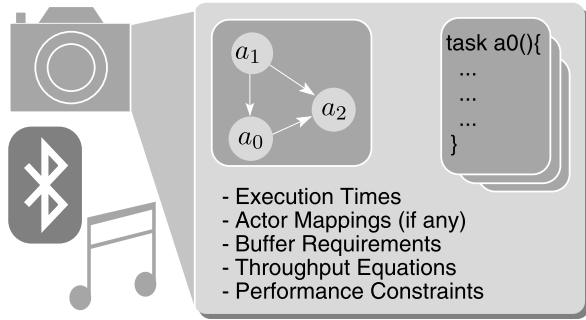 a1
a2
a0
task a0(){
...
...
...
}
- Execution Times
- Actor Mappings (if any)
- Buffer Requirements
- Throughput Equations
- Performance Constraints